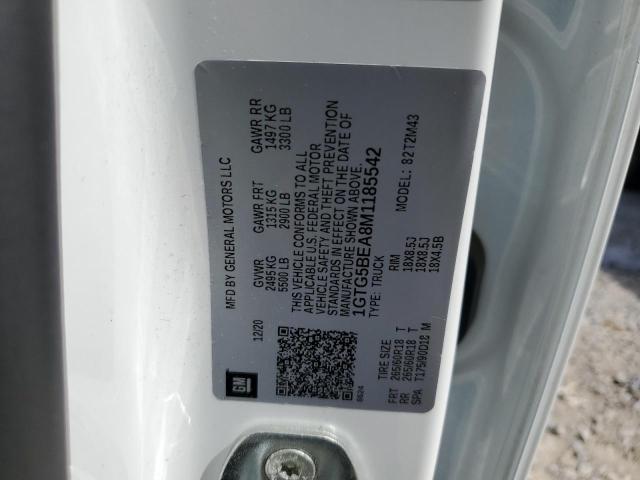 MFD BY GENERAL MOTORS LLC
12/20
GVWR GAWR FRT GAWR RR
2495 KG 1315 KG 1497 KG
5500 LB 2900 LB 3300 LB
THIS VEHICLE CONFORMS TO ALL
APPLICABLE U.S. FEDERAL MOTOR
VEHICLE SAFETY AND THEFT PREVENTION
STANDARDS IN EFFECT ON THE DATE OF
MANUFACTURE SHOWN ABOVE.
1GTG5BEA8M1185542
TYPE: TRUCK MODEL: 82T2M43
TIRE SIZE RIM
FRT 265/60R18 T 18X8.5J
RR 265/60R18 T 18X8.5J
SPA T175/90D18 M 18X4.5B
GM
8624